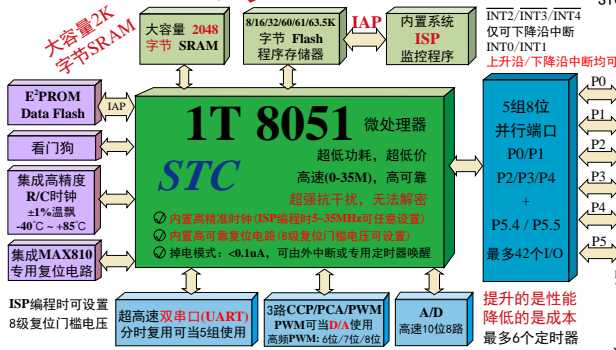 大容量2K
字节SRAM
大容量 2048
字节 SRAM
8/16/32/60/61/63.5K
字节 Flash
程序存储器
IAP
内置系统
ISP
监控程序
INT2/INT3/INT4
仅可下降沿中断
INT0/INT1
上升沿/下降沿中断均可
E²PROM
Data Flash
IAP
看门狗
集成高精度
R/C时钟
±1%温飘
-40℃ ~ +85℃
集成MAX810
专用复位电路
1T 8051 微处理器
STC
超低功耗，超低价
高速(0-35M)，高可靠
超强抗干扰，无法解密
内置高精准时钟(ISP编程时5-35MHz可任意设置)
内置高可靠复位电路(8级复位门槛电压可设置)
掉电模式：<0.1uA，可由外中断或专用定时器唤醒
5组8位
并行端口
P0/P1
P2/P3/P4
+
P5.4 / P5.5
最多42个I/O
P0
P1
P2
P3
P4
P5
ISP编程时可设置
8级复位门槛电压
超高速双串口(UART)
分时复用可当5组使用
3路CCP/PCA/PWM
PWM可当D/A使用
高频PWM: 6位/7位/8位
A/D
高速10位8路
提升的是性能
降低的是成本
最多6个定时器